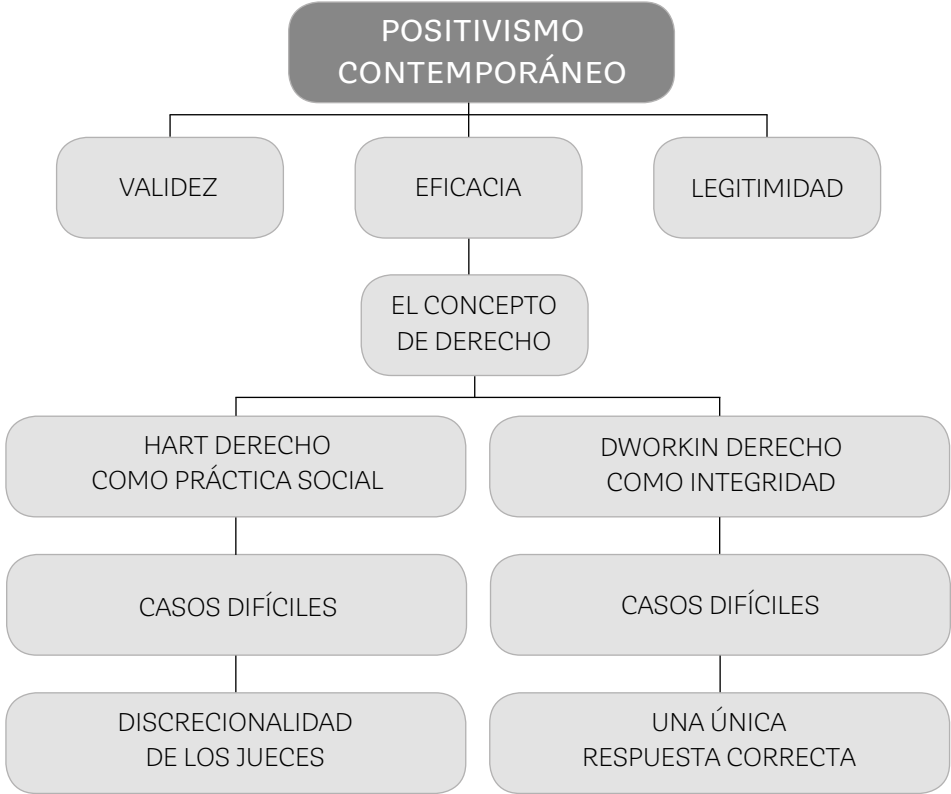 POSITIVISMO
CONTEMPORÁNEO
VALIDEZ
EFICACIA
LEGITIMIDAD
EL CONCEPTO
DE DERECHO
HART DERECHO
COMO PRÁCTICA SOCIAL
DWORKIN DERECHO
COMO INTEGRIDAD
CASOS DIFÍCILES
CASOS DIFÍCILES
DISCRECIONALIDAD
DE LOS JUECES
UNA ÚNICA
RESPUESTA CORRECTA